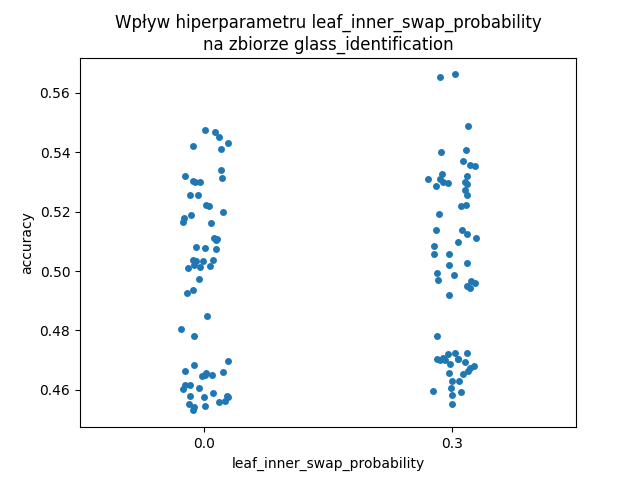 Wpływ hiperparametru leaf_inner_swap_probability
na zbiorze glass_identification
0.56
0.54
0.52
0.50
0.48
0.46
accuracy
0.0
0.3
leaf_inner_swap_probability